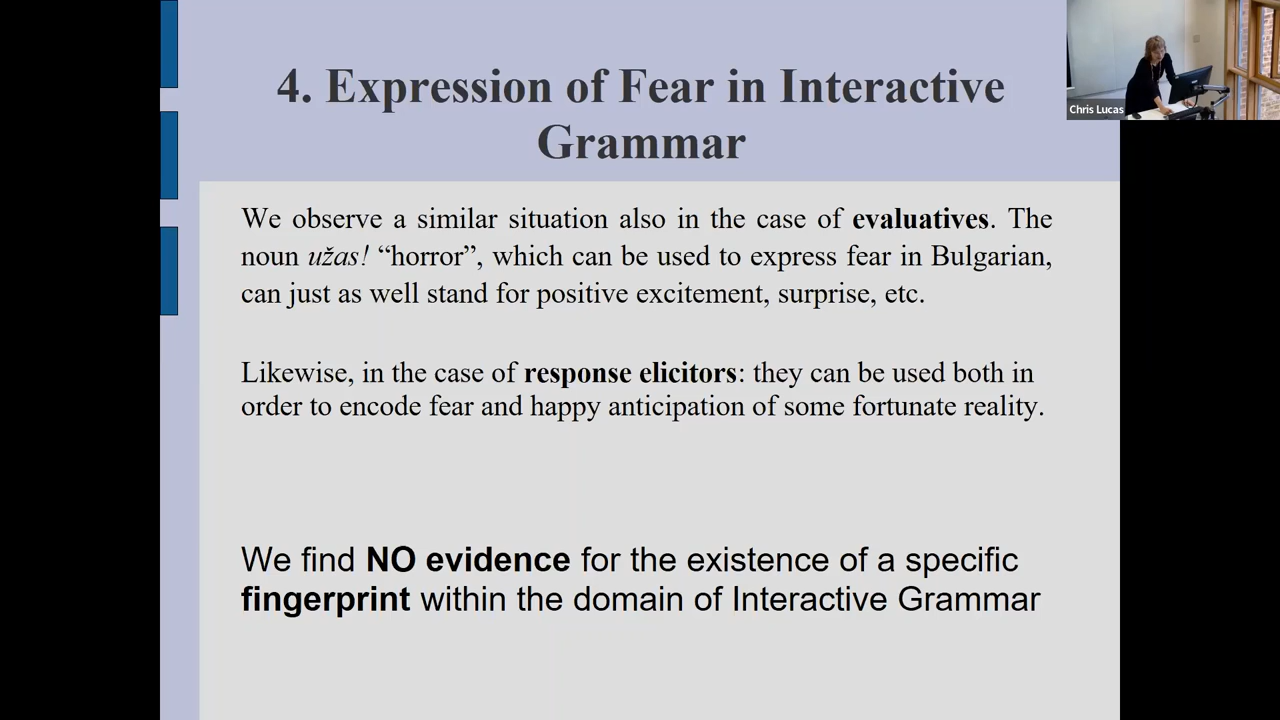 4. Expression of Fear in Interactive
Grammar
Chris Lucas
We observe a similar situation also in the case of evaluatives. The
noun užas! “horror”, which can be used to express fear in Bulgarian,
can just as well stand for positive excitement, surprise, etc.
Likewise, in the case of response elicitors: they can be used both in
order to encode fear and happy anticipation of some fortunate reality.
We find NO evidence for the existence of a specific
fingerprint within the domain of Interactive Grammar